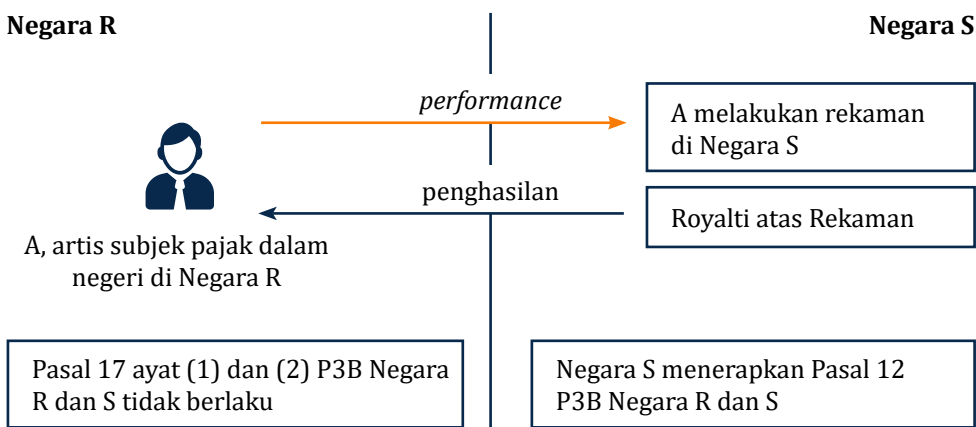 Negara R
Negara S
performance
A melakukan rekaman
di Negara S
penghasilan
Royalti atas Rekaman
A, artis subjek pajak dalam
negeri di Negara R
Pasal 17 ayat (1) dan (2) P3B Negara
R dan S tidak berlaku
Negara S menerapkan Pasal 12
P3B Negara R dan S